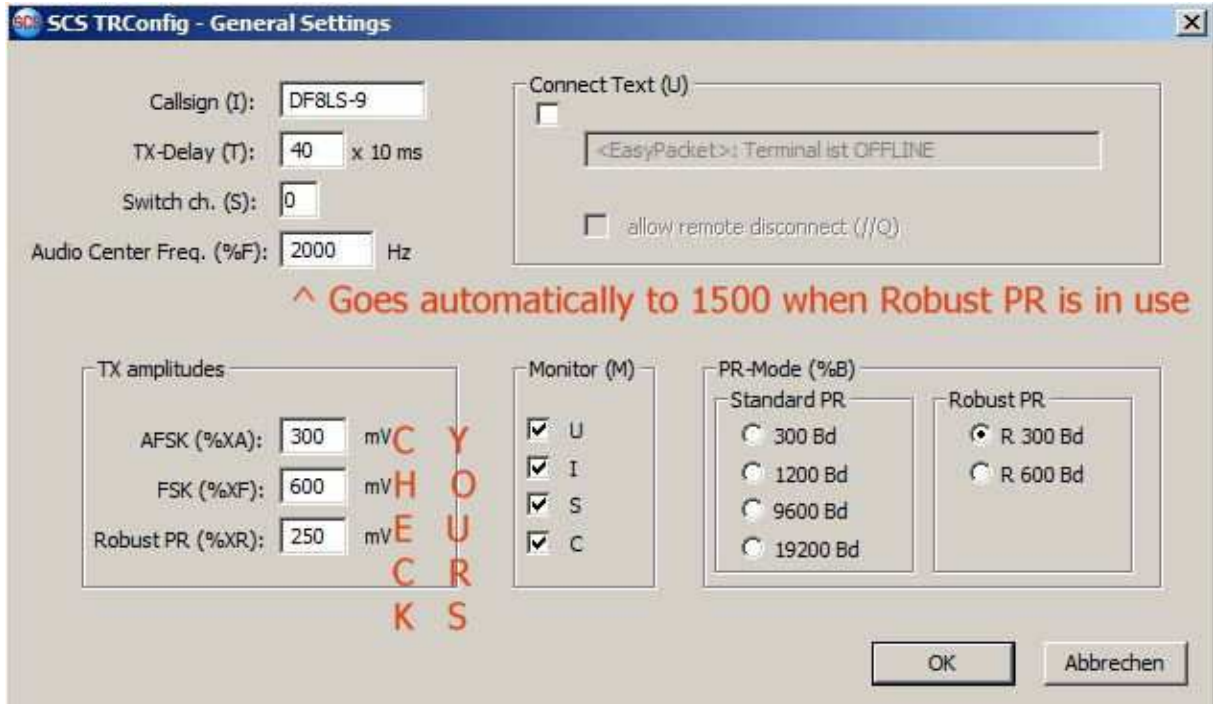 SCS SCS TRConfig - General Settings
Callsign (I): DF8LS-9
TX-Delay (T): 40 x 10 ms
Switch ch. (S): 0
Audio Center Freq. (%F): 2000 Hz
Connect Text (U)
<EasyPacket>: Terminal ist OFFLINE
allow remote disconnect (//Q)
^ Goes automatically to 1500 when Robust PR is in use
TX amplitudes
AFSK (%XA): 300 mV
FSK (%XF): 600 mV
Robust PR (%XR): 250 mV
CHECK
YOURS
Monitor (M)
U
I
S
C
PR-Mode (%B)
Standard PR
300 Bd
1200 Bd
9600 Bd
19200 Bd
Robust PR
R 300 Bd
R 600 Bd
OK
Abbrechen